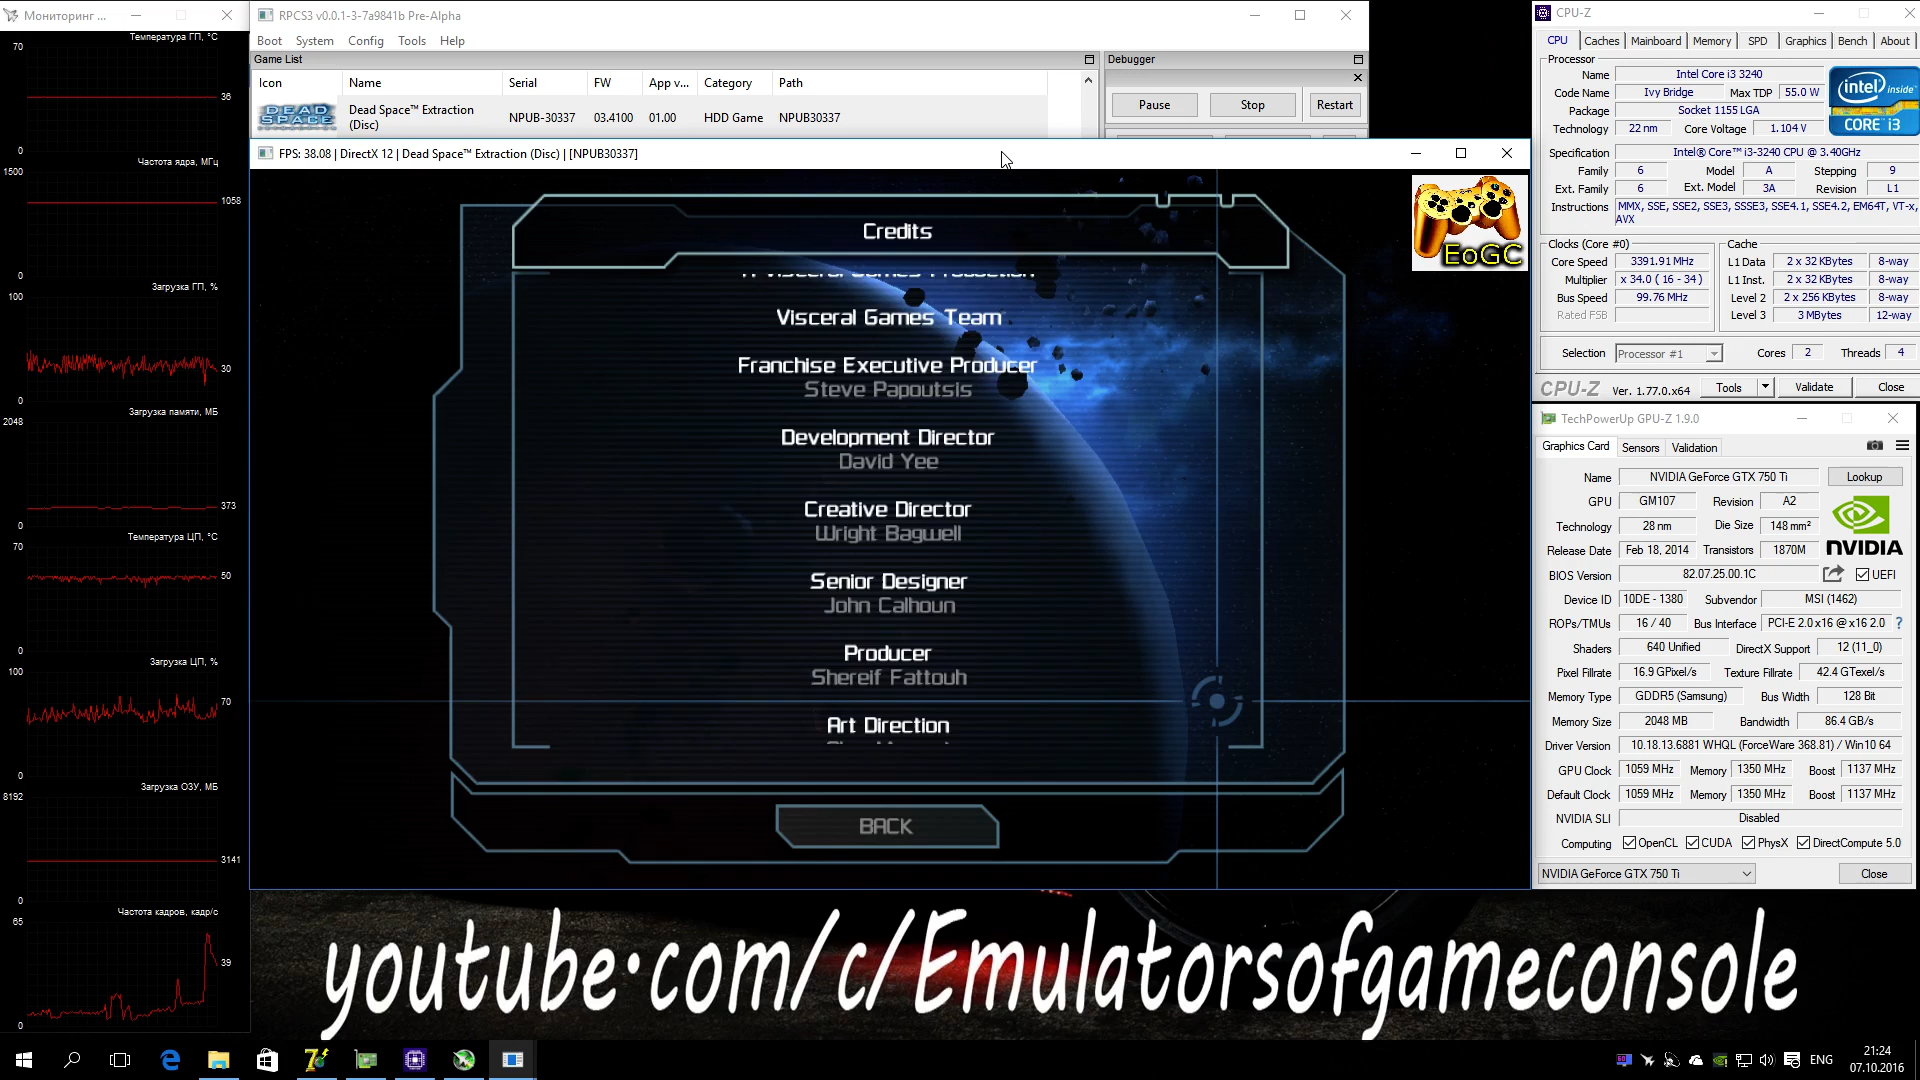 Мониторинг ...
Температура ГП, °C
70
36
0
Частота ядра, МГц
1500
1058
0
Загрузка ГП, %
100
30
0
Загрузка памяти, МБ
2048
373
0
Температура ЦП, °C
70
50
0
Загрузка ЦП, %
100
70
0
Загрузка ОЗУ, МБ
8192
3141
0
Частота кадров, кадр/с
65
39
0
RPCS3 v0.0.1-3-7a9841b Pre-Alpha
Boot System Config Tools Help
Game List
Icon Name Serial FW App v... Category Path
DEAD SPACE
Dead Space™ Extraction (Disc) NPUB-30337 03.4100 01.00 HDD Game NPUB30337
Debugger
Pause Stop Restart
FPS: 38.08 | DirectX 12 | Dead Space™ Extraction (Disc) | [NPUB30337]
EoGC
Credits
A Visceral Games Production
Visceral Games Team
Franchise Executive Producer
Steve Papoutsis
Development Director
David Yee
Creative Director
Wright Bagwell
Senior Designer
John Calhoun
Producer
Shereif Fattouh
Art Direction
BACK
youtube.com/c/Emulatorsofgameconsole
CPU-Z
CPU Caches Mainboard Memory SPD Graphics Bench About
Processor
Name Intel Core i3 3240
Code Name Ivy Bridge Max TDP 55.0 W
Package Socket 1155 LGA
Technology 22 nm Core Voltage 1.104 V
intel inside™
CORE i3
Specification Intel® Core™ i3-3240 CPU @ 3.40GHz
Family 6 Model A Stepping 9
Ext. Family 6 Ext. Model 3A Revision L1
Instructions MMX, SSE, SSE2, SSE3, SSSE3, SSE4.1, SSE4.2, EM64T, VT-x, AVX
Clocks (Core #0)
Core Speed 3391.91 MHz
Multiplier x 34.0 ( 16 - 34 )
Bus Speed 99.76 MHz
Rated FSB
Cache
L1 Data 2 x 32 KBytes 8-way
L1 Inst. 2 x 32 KBytes 8-way
Level 2 2 x 256 KBytes 8-way
Level 3 3 MBytes 12-way
Selection Processor #1 Cores 2 Threads 4
CPU-Z Ver. 1.77.0.x64 Tools Validate Close
TechPowerUp GPU-Z 1.9.0
Graphics Card Sensors Validation
Name NVIDIA GeForce GTX 750 Ti Lookup
GPU GM107 Revision A2
Technology 28 nm Die Size 148 mm²
Release Date Feb 18, 2014 Transistors 1870M
NVIDIA
BIOS Version 82.07.25.00.1C UEFI
Device ID 10DE - 1380 Subvendor MSI (1462)
ROPs/TMUs 16 / 40 Bus Interface PCI-E 2.0 x16 @ x16 2.0 ?
Shaders 640 Unified DirectX Support 12 (11_0)
Pixel Fillrate 16.9 GPixel/s Texture Fillrate 42.4 GTexel/s
Memory Type GDDR5 (Samsung) Bus Width 128 Bit
Memory Size 2048 MB Bandwidth 86.4 GB/s
Driver Version 10.18.13.6881 WHQL (ForceWare 368.81) / Win10 64
GPU Clock 1059 MHz Memory 1350 MHz Boost 1137 MHz
Default Clock 1059 MHz Memory 1350 MHz Boost 1137 MHz
NVIDIA SLI Disabled
Computing OpenCL CUDA PhysX DirectCompute 5.0
NVIDIA GeForce GTX 750 Ti Close
ENG
21:24
07.10.2016